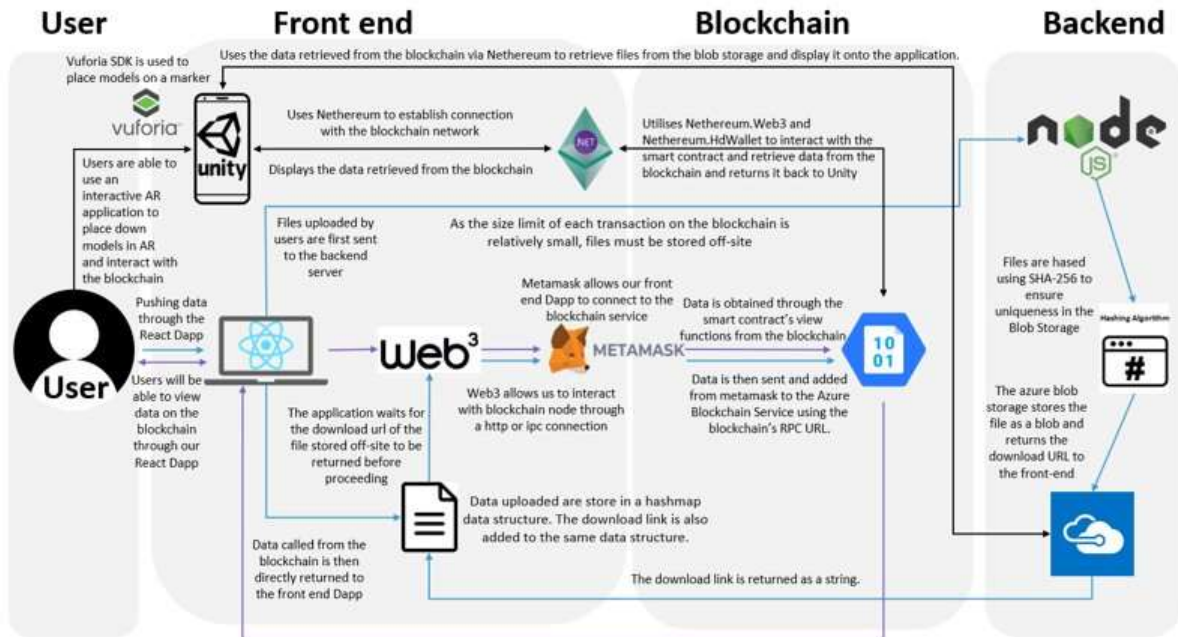 User
Front end
Blockchain
Backend
Uses the data retrieved from the blockchain via Nethereum to retrieve files from the blob storage and display it onto the application.
Vuforia SDK is used to
place models on a marker
vuforia™
unity
Uses Nethereum to establish connection
with the blockchain network
Displays the data retrieved from the blockchain
.NET
Utilises Nethereum.Web3 and
Nethereum.HdWallet to interact with the
smart contract and retrieve data from the
blockchain and returns it back to Unity
node
JS®
Users are able to
use an
interactive AR
application to
place down
models in AR
and interact with
the blockchain
Files uploaded by
users are first sent
to the backend
server
As the size limit of each transaction on the blockchain is
relatively small, files must be stored off-site
Files are hased
using SHA-256 to
ensure
uniqueness in the
Blob Storage
Hashing Algorithm
#
User
Pushing data
through the
React Dapp
Users will be
able to view
data on the
blockchain
through our
React Dapp
web3
Metamask allows our front
end Dapp to connect to the
blockchain service
METAMASK
Web3 allows us to interact
with blockchain node through
a http or ipc connection
Data is obtained through the
smart contract's view
functions from the blockchain
Data is then sent and added
from metamask to the Azure
Blockchain Service using the
blockchain's RPC URL.
10
01
The azure blob
storage stores the
file as a blob and
returns the
download URL to
the front-end
The application waits for
the download url of the
file stored off-site to be
returned before
proceeding
Data uploaded are store in a hashmap
data structure. The download link is also
added to the same data structure.
Data called from the
blockchain is then
directly returned to
the front end Dapp
The download link is returned as a string.